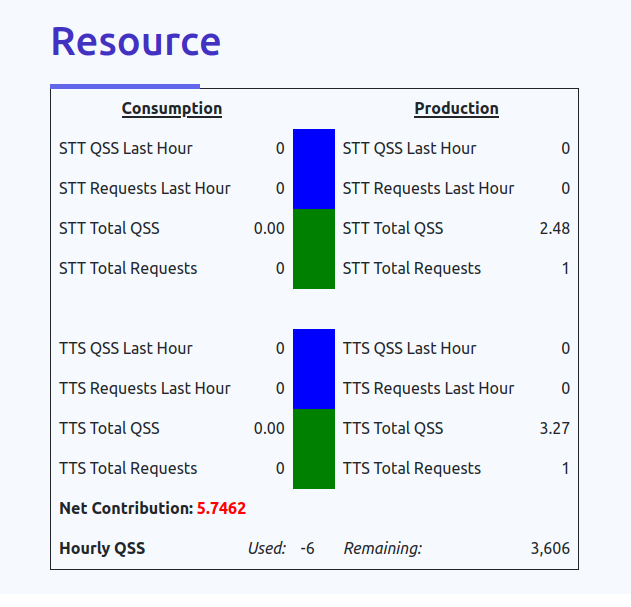 Resource
Consumption Production
STT QSS Last Hour 0 STT QSS Last Hour 0
STT Requests Last Hour 0 STT Requests Last Hour 0
STT Total QSS 0.00 STT Total QSS 2.48
STT Total Requests 0 STT Total Requests 1
TTS QSS Last Hour 0 TTS QSS Last Hour 0
TTS Requests Last Hour 0 TTS Requests Last Hour 0
TTS Total QSS 0.00 TTS Total QSS 3.27
TTS Total Requests 0 TTS Total Requests 1
Net Contribution: 5.7462
Hourly QSS Used: -6 Remaining: 3,606